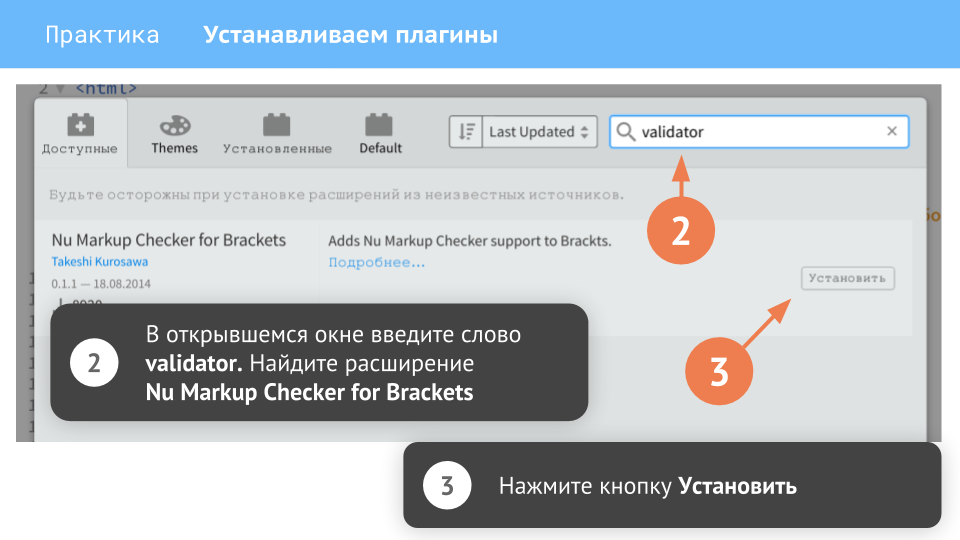 Практика Устанавливаем плагины
2 <html>
Доступные Themes Установленные Default Last Updated validator ×
Будьте осторожны при установке расширений из неизвестных источников.
2
Nu Markup Checker for Brackets
Takeshi Kurosawa
0.1.1 — 18.08.2014
Adds Nu Markup Checker support to Brackts.
Подробнее...
Установить
3
2
В открывшемся окне введите слово
validator. Найдите расширение
Nu Markup Checker for Brackets
3
Нажмите кнопку Установить